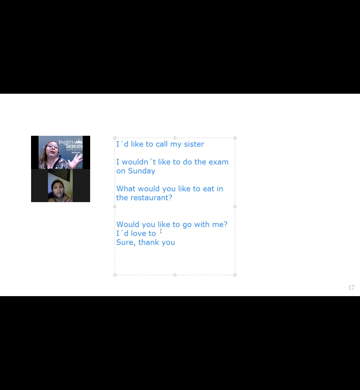 I´d like to call my sister
I wouldn´t like to do the exam
on Sunday
What would you like to eat in
the restaurant?
Would you like to go with me?
I´d love to
Sure, thank you